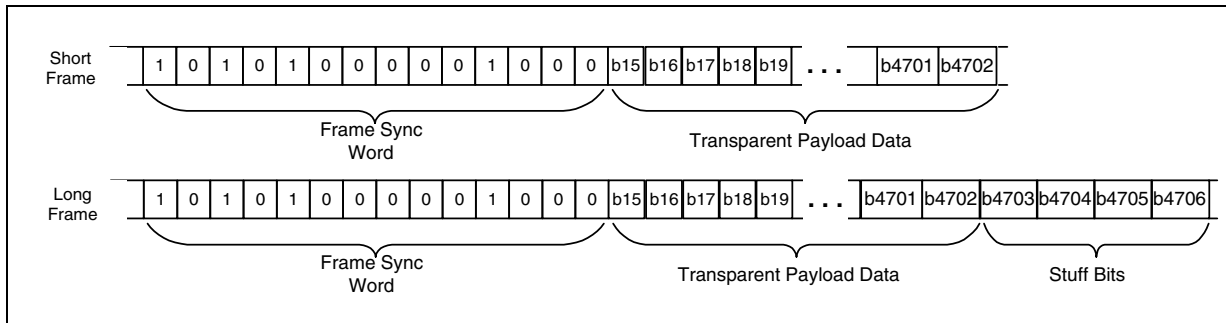 Short Frame
1 0 1 0 1 0 0 0 0 0 1 0 0 0 b15 b16 b17 b18 b19 . . . b4701 b4702
Frame Sync Word
Transparent Payload Data
Long Frame
1 0 1 0 1 0 0 0 0 0 1 0 0 0 b15 b16 b17 b18 b19 . . . b4701 b4702 b4703 b4704 b4705 b4706
Frame Sync Word
Transparent Payload Data
Stuff Bits